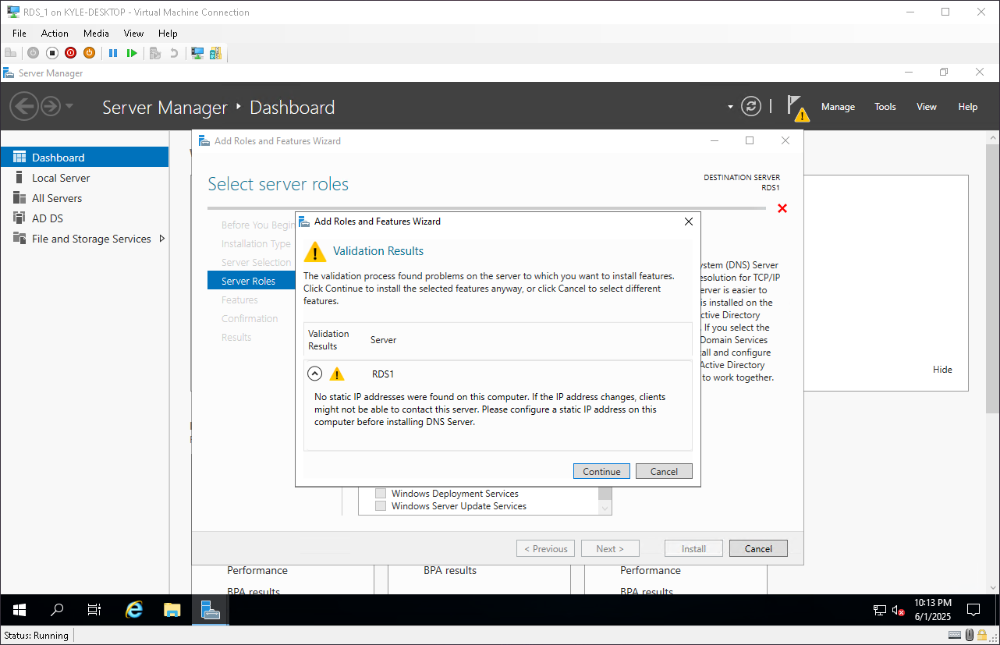 RDS_1 on KYLE-DESKTOP - Virtual Machine Connection
File Action Media View Help
Server Manager
Server Manager ‣ Dashboard
Manage Tools View Help
Dashboard
Local Server
All Servers
AD DS
File and Storage Services
Add Roles and Features Wizard
Select server roles
DESTINATION SERVER
RDS1
Before You Begin
Installation Type
Server Selection
Server Roles
Features
Confirmation
Results
Add Roles and Features Wizard
Validation Results
The validation process found problems on the server to which you want to install features.
Click Continue to install the selected features anyway, or click Cancel to select different
features.
Validation
Results
Server
RDS1
No static IP addresses were found on this computer. If the IP address changes, clients
might not be able to contact this server. Please configure a static IP address on this
computer before installing DNS Server.
Continue Cancel
(DNS) Server
for TCP/IP
is easier to
is installed on the
Directory
. If you select the
Domain Services
and configure
Active Directory
to work together.
Hide
Windows Deployment Services
Windows Server Update Services
< Previous Next > Install Cancel
Performance BPA results Performance
BPA results BPA results
10:13 PM
6/1/2025
Status: Running